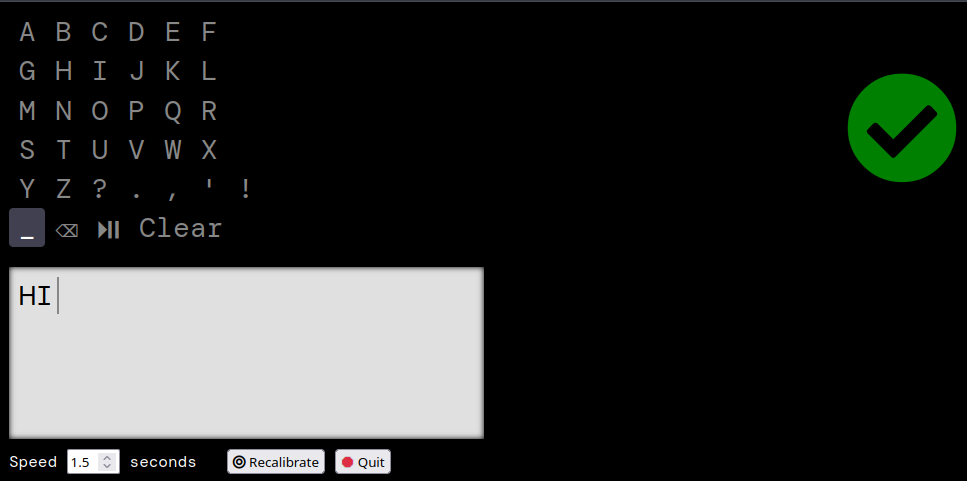 A B C D E F
G H I J K L
M N O P Q R
S T U V W X
Y Z ? . , ' !
_ ⌫ ⏯ Clear
HI
Speed 1.5 seconds Recalibrate Quit